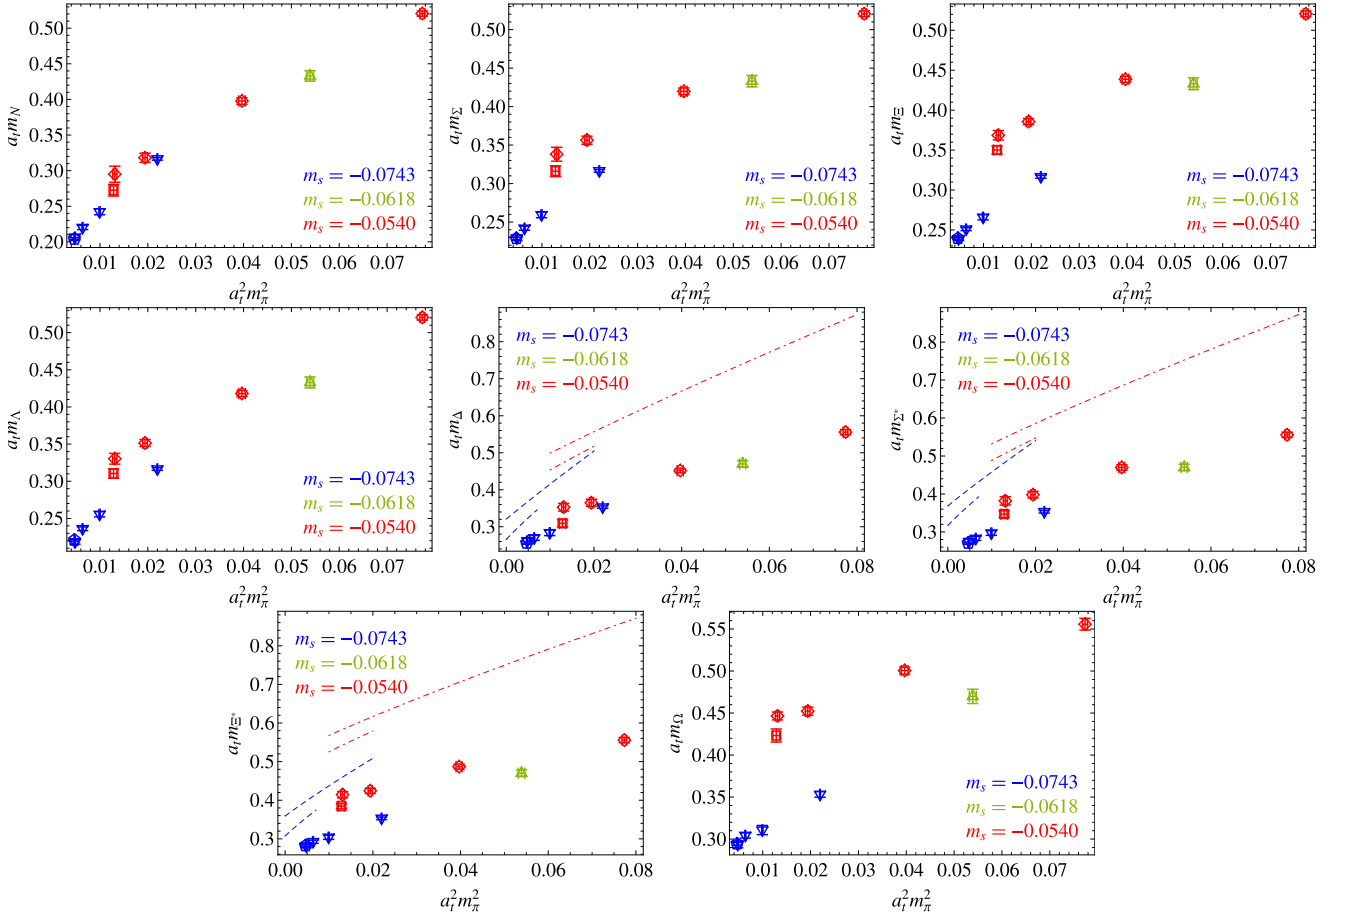 0.50
0.45
0.40
0.35
0.30
0.25
0.20
a_t m_N
m_s = −0.0743
m_s = −0.0618
m_s = −0.0540
0.01 0.02 0.03 0.04 0.05 0.06 0.07
a_t^2 m_π^2
0.50
0.45
0.40
0.35
0.30
0.25
a_t m_Σ
m_s = −0.0743
m_s = −0.0618
m_s = −0.0540
0.01 0.02 0.03 0.04 0.05 0.06 0.07
a_t^2 m_π^2
0.50
0.45
0.40
0.35
0.30
0.25
a_t m_Ξ
m_s = −0.0743
m_s = −0.0618
m_s = −0.0540
0.01 0.02 0.03 0.04 0.05 0.06 0.07
a_t^2 m_π^2
0.50
0.45
0.40
0.35
0.30
0.25
a_t m_Λ
m_s = −0.0743
m_s = −0.0618
m_s = −0.0540
0.01 0.02 0.03 0.04 0.05 0.06 0.07
a_t^2 m_π^2
m_s = −0.0743
m_s = −0.0618
m_s = −0.0540
0.8
0.7
0.6
0.5
0.4
0.3
a_t m_Δ
0.00 0.02 0.04 0.06 0.08
a_t^2 m_π^2
m_s = −0.0743
m_s = −0.0618
m_s = −0.0540
0.8
0.7
0.6
0.5
0.4
0.3
a_t m_Σ*
0.00 0.02 0.04 0.06 0.08
a_t^2 m_π^2
m_s = −0.0743
m_s = −0.0618
m_s = −0.0540
0.8
0.7
0.6
0.5
0.4
0.3
a_t m_Ξ*
0.00 0.02 0.04 0.06 0.08
a_t^2 m_π^2
0.55
0.50
0.45
0.40
0.35
0.30
a_t m_Ω
m_s = −0.0743
m_s = −0.0618
m_s = −0.0540
0.01 0.02 0.03 0.04 0.05 0.06 0.07
a_t^2 m_π^2